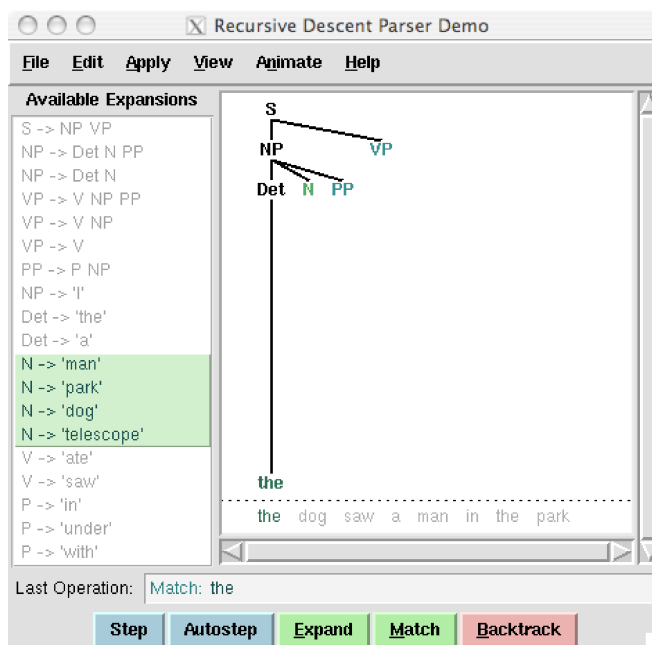 X Recursive Descent Parser Demo
File Edit Apply View Animate Help
Available Expansions
S -> NP VP
NP -> Det N PP
NP -> Det N
VP -> V NP PP
VP -> V NP
VP -> V
PP -> P NP
NP -> 'I'
Det -> 'the'
Det -> 'a'
N -> 'man'
N -> 'park'
N -> 'dog'
N -> 'telescope'
V -> 'ate'
V -> 'saw'
P -> 'in'
P -> 'under'
P -> 'with'
S
NP VP
Det N PP
the
the dog saw a man in the park
Last Operation: Match: the
Step Autostep Expand Match Backtrack